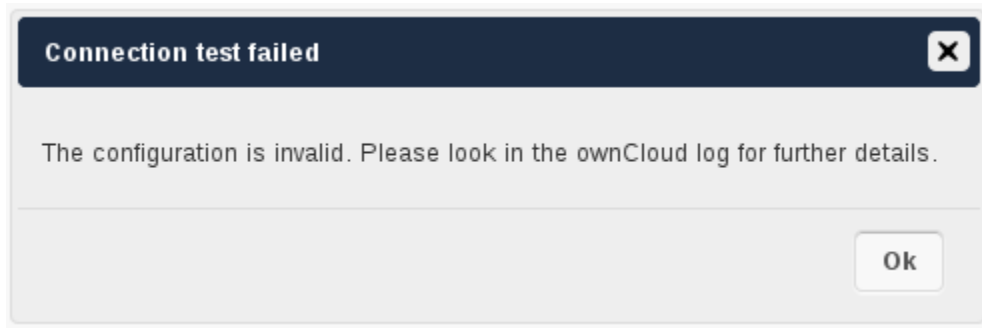 Connection test failed
The configuration is invalid. Please look in the ownCloud log for further details.
Ok